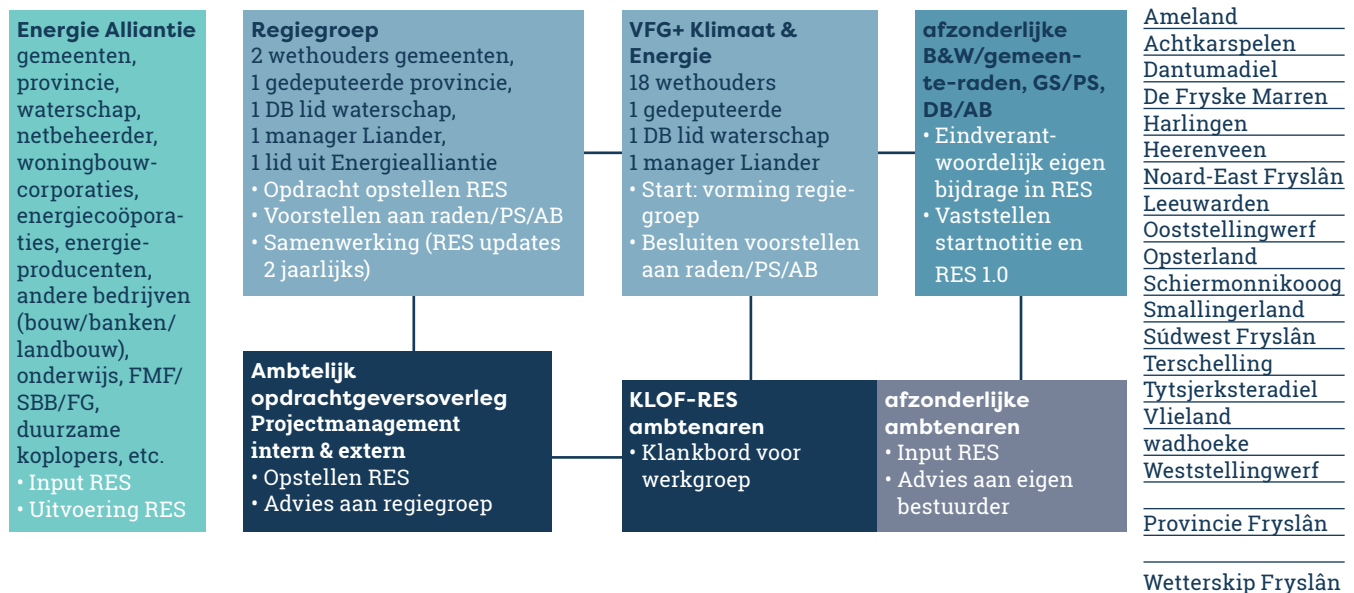 Energie Alliantie
gemeenten,
provincie,
waterschap,
netbeheerder,
woningbouw-
corporaties,
energiecoöpora-
ties, energie-
producenten,
andere bedrijven
(bouw/banken/
landbouw),
onderwijs, FMF/
SBB/FG,
duurzame
koplopers, etc.
• Input RES
• Uitvoering RES
Regiegroep
2 wethouders gemeenten,
1 gedeputeerde provincie,
1 DB lid waterschap,
1 manager Liander,
1 lid uit Energiealliantie
• Opdracht opstellen RES
• Voorstellen aan raden/PS/AB
• Samenwerking (RES updates
2 jaarlijks)
VFG+ Klimaat &
Energie
18 wethouders
1 gedeputeerde
1 DB lid waterschap
1 manager Liander
• Start: vorming regie-
groep
• Besluiten voorstellen
aan raden/PS/AB
afzonderlijke
B&W/gemeen-
te-raden, GS/PS,
DB/AB
• Eindverant-
woordelijk eigen
bijdrage in RES
• Vaststellen
startnotitie en
RES 1.0
Ambtelijk
opdrachtgeversoverleg
Projectmanagement
intern & extern
• Opstellen RES
• Advies aan regiegroep
KLOF-RES
ambtenaren
• Klankbord voor
werkgroep
afzonderlijke
ambtenaren
• Input RES
• Advies aan eigen
bestuurder
Ameland
Achtkarspelen
Dantumadiel
De Fryske Marren
Harlingen
Heerenveen
Noard-East Fryslân
Leeuwarden
Ooststellingwerf
Opsterland
Schiermonnikooog
Smallingerland
Súdwest Fryslân
Terschelling
Tytsjerksteradiel
Vlieland
wadhoeke
Weststellingwerf
Provincie Fryslân
Wetterskip Fryslân